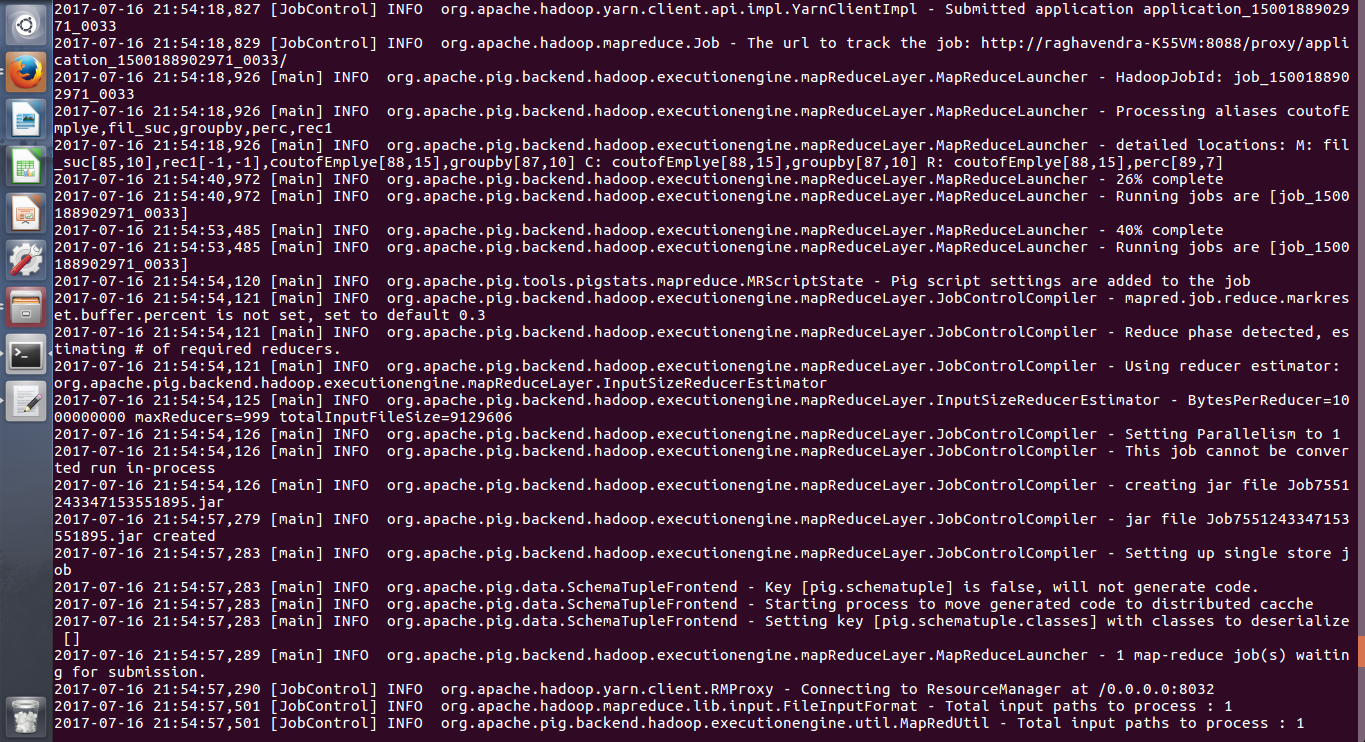 2017-07-16 21:54:18,827 [JobControl] INFO  org.apache.hadoop.yarn.client.api.impl.YarnClientImpl - Submitted application application_15001889029
71_0033
2017-07-16 21:54:18,829 [JobControl] INFO  org.apache.hadoop.mapreduce.Job - The url to track the job: http://raghavendra-K55VM:8088/proxy/appli
cation_1500188902971_0033/
2017-07-16 21:54:18,926 [main] INFO  org.apache.pig.backend.hadoop.executionengine.mapReduceLayer.MapReduceLauncher - HadoopJobId: job_150018890
2971_0033
2017-07-16 21:54:18,926 [main] INFO  org.apache.pig.backend.hadoop.executionengine.mapReduceLayer.MapReduceLauncher - Processing aliases coutofE
mplye,fil_suc,groupby,perc,rec1
2017-07-16 21:54:18,926 [main] INFO  org.apache.pig.backend.hadoop.executionengine.mapReduceLayer.MapReduceLauncher - detailed locations: M: fil
_suc[85,10],rec1[-1,-1],coutofEmplye[88,15],groupby[87,10] C: coutofEmplye[88,15],groupby[87,10] R: coutofEmplye[88,15],perc[89,7]
2017-07-16 21:54:40,972 [main] INFO  org.apache.pig.backend.hadoop.executionengine.mapReduceLayer.MapReduceLauncher - 26% complete
2017-07-16 21:54:40,972 [main] INFO  org.apache.pig.backend.hadoop.executionengine.mapReduceLayer.MapReduceLauncher - Running jobs are [job_1500
188902971_0033]
2017-07-16 21:54:53,485 [main] INFO  org.apache.pig.backend.hadoop.executionengine.mapReduceLayer.MapReduceLauncher - 40% complete
2017-07-16 21:54:53,485 [main] INFO  org.apache.pig.backend.hadoop.executionengine.mapReduceLayer.MapReduceLauncher - Running jobs are [job_1500
188902971_0033]
2017-07-16 21:54:54,120 [main] INFO  org.apache.pig.tools.pigstats.mapreduce.MRScriptState - Pig script settings are added to the job
2017-07-16 21:54:54,121 [main] INFO  org.apache.pig.backend.hadoop.executionengine.mapReduceLayer.JobControlCompiler - mapred.job.reduce.markres
et.buffer.percent is not set, set to default 0.3
2017-07-16 21:54:54,121 [main] INFO  org.apache.pig.backend.hadoop.executionengine.mapReduceLayer.JobControlCompiler - Reduce phase detected, es
timating # of required reducers.
2017-07-16 21:54:54,121 [main] INFO  org.apache.pig.backend.hadoop.executionengine.mapReduceLayer.JobControlCompiler - Using reducer estimator:
org.apache.pig.backend.hadoop.executionengine.mapReduceLayer.InputSizeReducerEstimator
2017-07-16 21:54:54,125 [main] INFO  org.apache.pig.backend.hadoop.executionengine.mapReduceLayer.InputSizeReducerEstimator - BytesPerReducer=10
00000000 maxReducers=999 totalInputFileSize=9129606
2017-07-16 21:54:54,126 [main] INFO  org.apache.pig.backend.hadoop.executionengine.mapReduceLayer.JobControlCompiler - Setting Parallelism to 1
2017-07-16 21:54:54,126 [main] INFO  org.apache.pig.backend.hadoop.executionengine.mapReduceLayer.JobControlCompiler - This job cannot be conver
ted run in-process
2017-07-16 21:54:54,126 [main] INFO  org.apache.pig.backend.hadoop.executionengine.mapReduceLayer.JobControlCompiler - creating jar file Job7551
243347153551895.jar
2017-07-16 21:54:57,279 [main] INFO  org.apache.pig.backend.hadoop.executionengine.mapReduceLayer.JobControlCompiler - jar file Job7551243347153
551895.jar created
2017-07-16 21:54:57,283 [main] INFO  org.apache.pig.backend.hadoop.executionengine.mapReduceLayer.JobControlCompiler - Setting up single store j
ob
2017-07-16 21:54:57,283 [main] INFO  org.apache.pig.data.SchemaTupleFrontend - Key [pig.schematuple] is false, will not generate code.
2017-07-16 21:54:57,283 [main] INFO  org.apache.pig.data.SchemaTupleFrontend - Starting process to move generated code to distributed cacche
2017-07-16 21:54:57,283 [main] INFO  org.apache.pig.data.SchemaTupleFrontend - Setting key [pig.schematuple.classes] with classes to deserialize
 []
2017-07-16 21:54:57,289 [main] INFO  org.apache.pig.backend.hadoop.executionengine.mapReduceLayer.MapReduceLauncher - 1 map-reduce job(s) waitin
g for submission.
2017-07-16 21:54:57,290 [JobControl] INFO  org.apache.hadoop.yarn.client.RMProxy - Connecting to ResourceManager at /0.0.0.0:8032
2017-07-16 21:54:57,501 [JobControl] INFO  org.apache.hadoop.mapreduce.lib.input.FileInputFormat - Total input paths to process : 1
2017-07-16 21:54:57,501 [JobControl] INFO  org.apache.pig.backend.hadoop.executionengine.util.MapRedUtil - Total input paths to process : 1